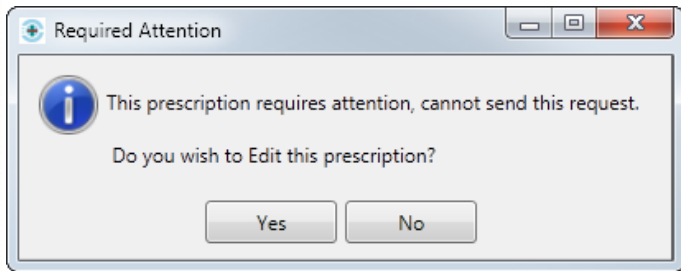 Required Attention
This prescription requires attention, cannot send this request.
Do you wish to Edit this prescription?
Yes No